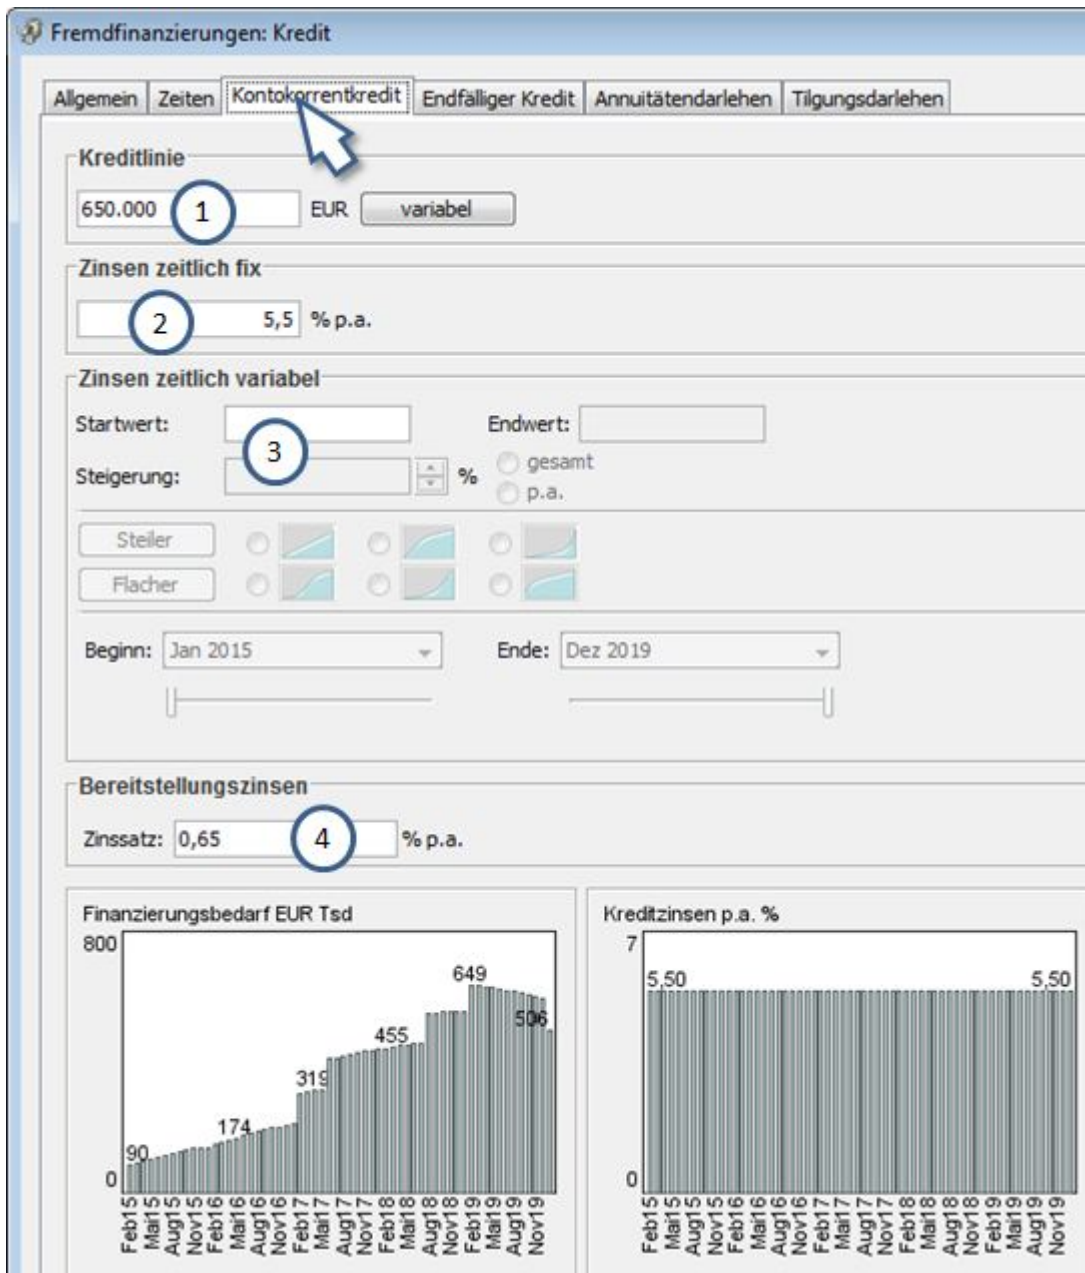 Fremdfinanzierungen: Kredit
Allgemein Zeiten Kontokorrentkredit Endfälliger Kredit Annuitätendarlehen Tilgungsdarlehen
Kreditlinie
650.000 1 EUR variabel
Zinsen zeitlich fix
2 5,5 % p.a.
Zinsen zeitlich variabel
Startwert: Endwert:
3
Steigerung: % gesamt
p.a.
Steiler
Flacher
Beginn: Jan 2015 Ende: Dez 2019
Bereitstellungszinsen
Zinssatz: 0,65 4 % p.a.
Finanzierungsbedarf EUR Tsd
800
649
506
455
319
174
90
0
Feb15 Mai15 Aug15 Nov15 Feb16 Mai16 Aug16 Nov16 Feb17 Mai17 Aug17 Nov17 Feb18 Mai18 Aug18 Nov18 Feb19 Mai19 Aug19 Nov19
Kreditzinsen p.a. %
7
5,50 5,50
0
Feb15 Mai15 Aug15 Nov15 Feb16 Mai16 Aug16 Nov16 Feb17 Mai17 Aug17 Nov17 Feb18 Mai18 Aug18 Nov18 Feb19 Mai19 Aug19 Nov19